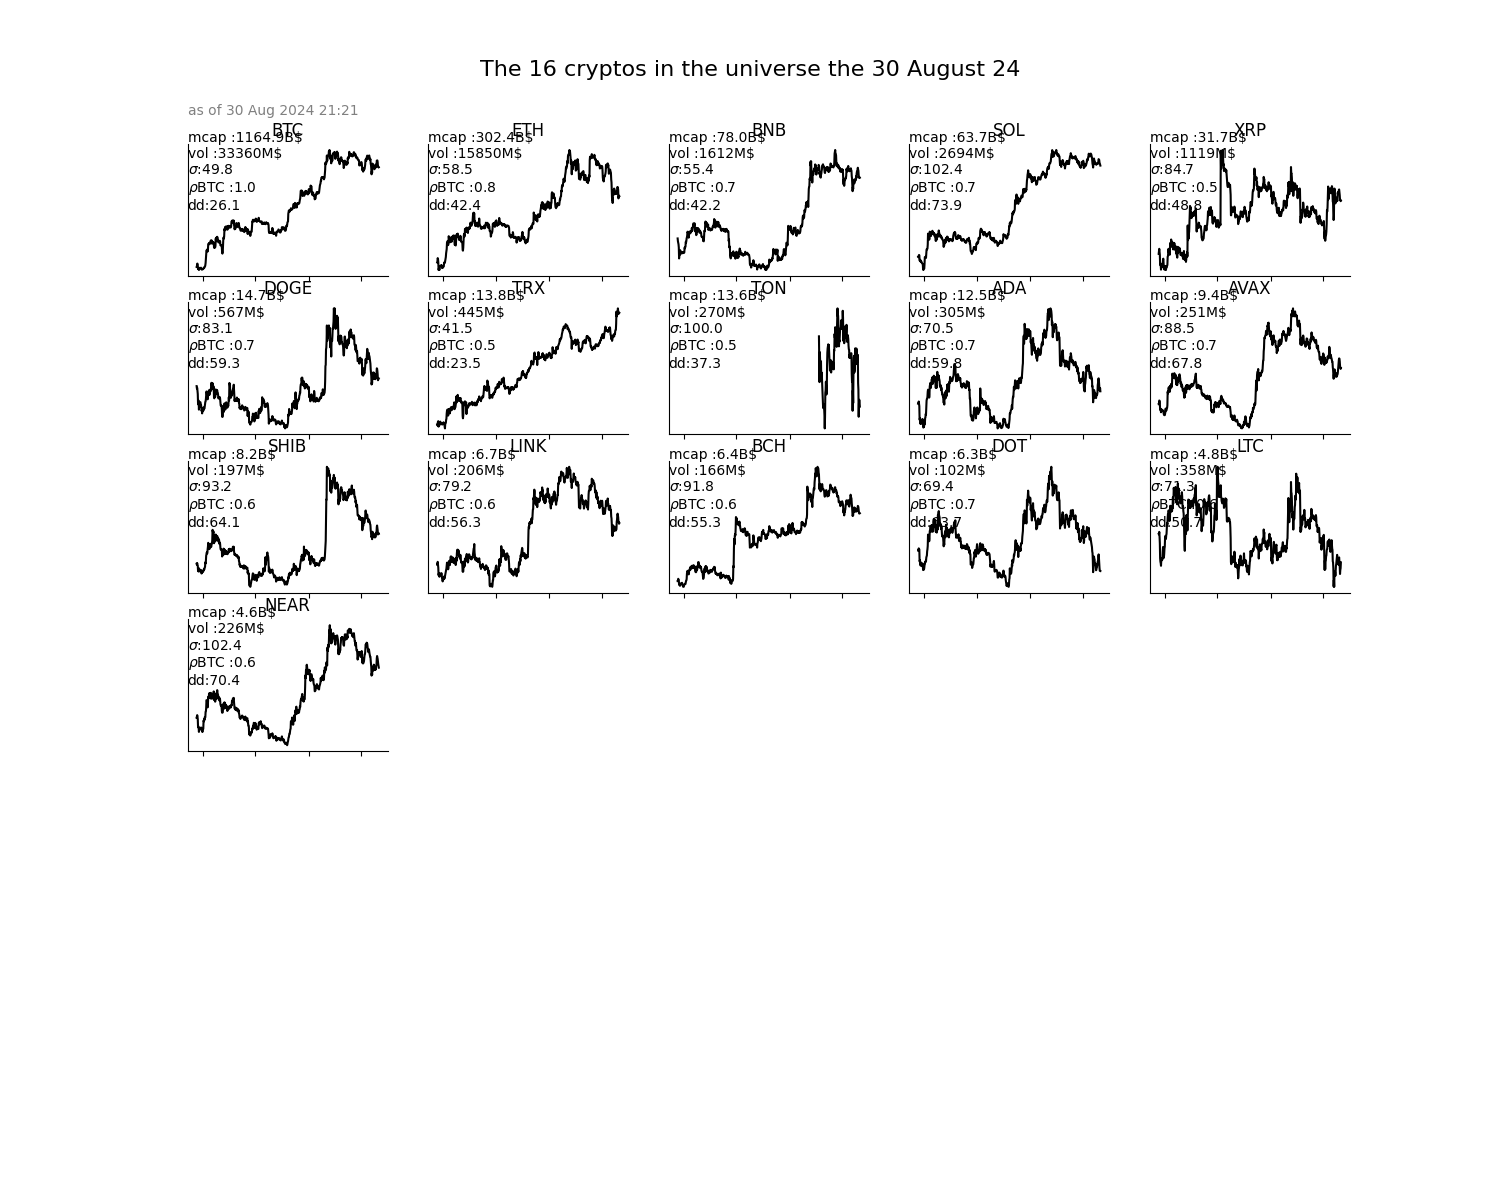 The 16 cryptos in the universe the 30 August 24
as of 30 Aug 2024 21:21
BTC
mcap :1164.9B$
vol :33360M$
σ:49.8
ρBTC :1.0
dd:26.1
ETH
mcap :302.4B$
vol :15850M$
σ:58.5
ρBTC :0.8
dd:42.4
BNB
mcap :78.0B$
vol :1612M$
σ:55.4
ρBTC :0.7
dd:42.2
SOL
mcap :63.7B$
vol :2694M$
σ:102.4
ρBTC :0.7
dd:73.9
XRP
mcap :31.7B$
vol :1119M$
σ:84.7
ρBTC :0.5
dd:48.8
DOGE
mcap :14.7B$
vol :567M$
σ:83.1
ρBTC :0.7
dd:59.3
TRX
mcap :13.8B$
vol :445M$
σ:41.5
ρBTC :0.5
dd:23.5
TON
mcap :13.6B$
vol :270M$
σ:100.0
ρBTC :0.5
dd:37.3
ADA
mcap :12.5B$
vol :305M$
σ:70.5
ρBTC :0.7
dd:59.8
AVAX
mcap :9.4B$
vol :251M$
σ:88.5
ρBTC :0.7
dd:67.8
SHIB
mcap :8.2B$
vol :197M$
σ:93.2
ρBTC :0.6
dd:64.1
LINK
mcap :6.7B$
vol :206M$
σ:79.2
ρBTC :0.6
dd:56.3
BCH
mcap :6.4B$
vol :166M$
σ:91.8
ρBTC :0.6
dd:55.3
DOT
mcap :6.3B$
vol :102M$
σ:69.4
ρBTC :0.7
LTC
mcap :4.8B$
vol :358M$
σ:71.3
NEAR
mcap :4.6B$
vol :226M$
σ:102.4
ρBTC :0.6
dd:70.4